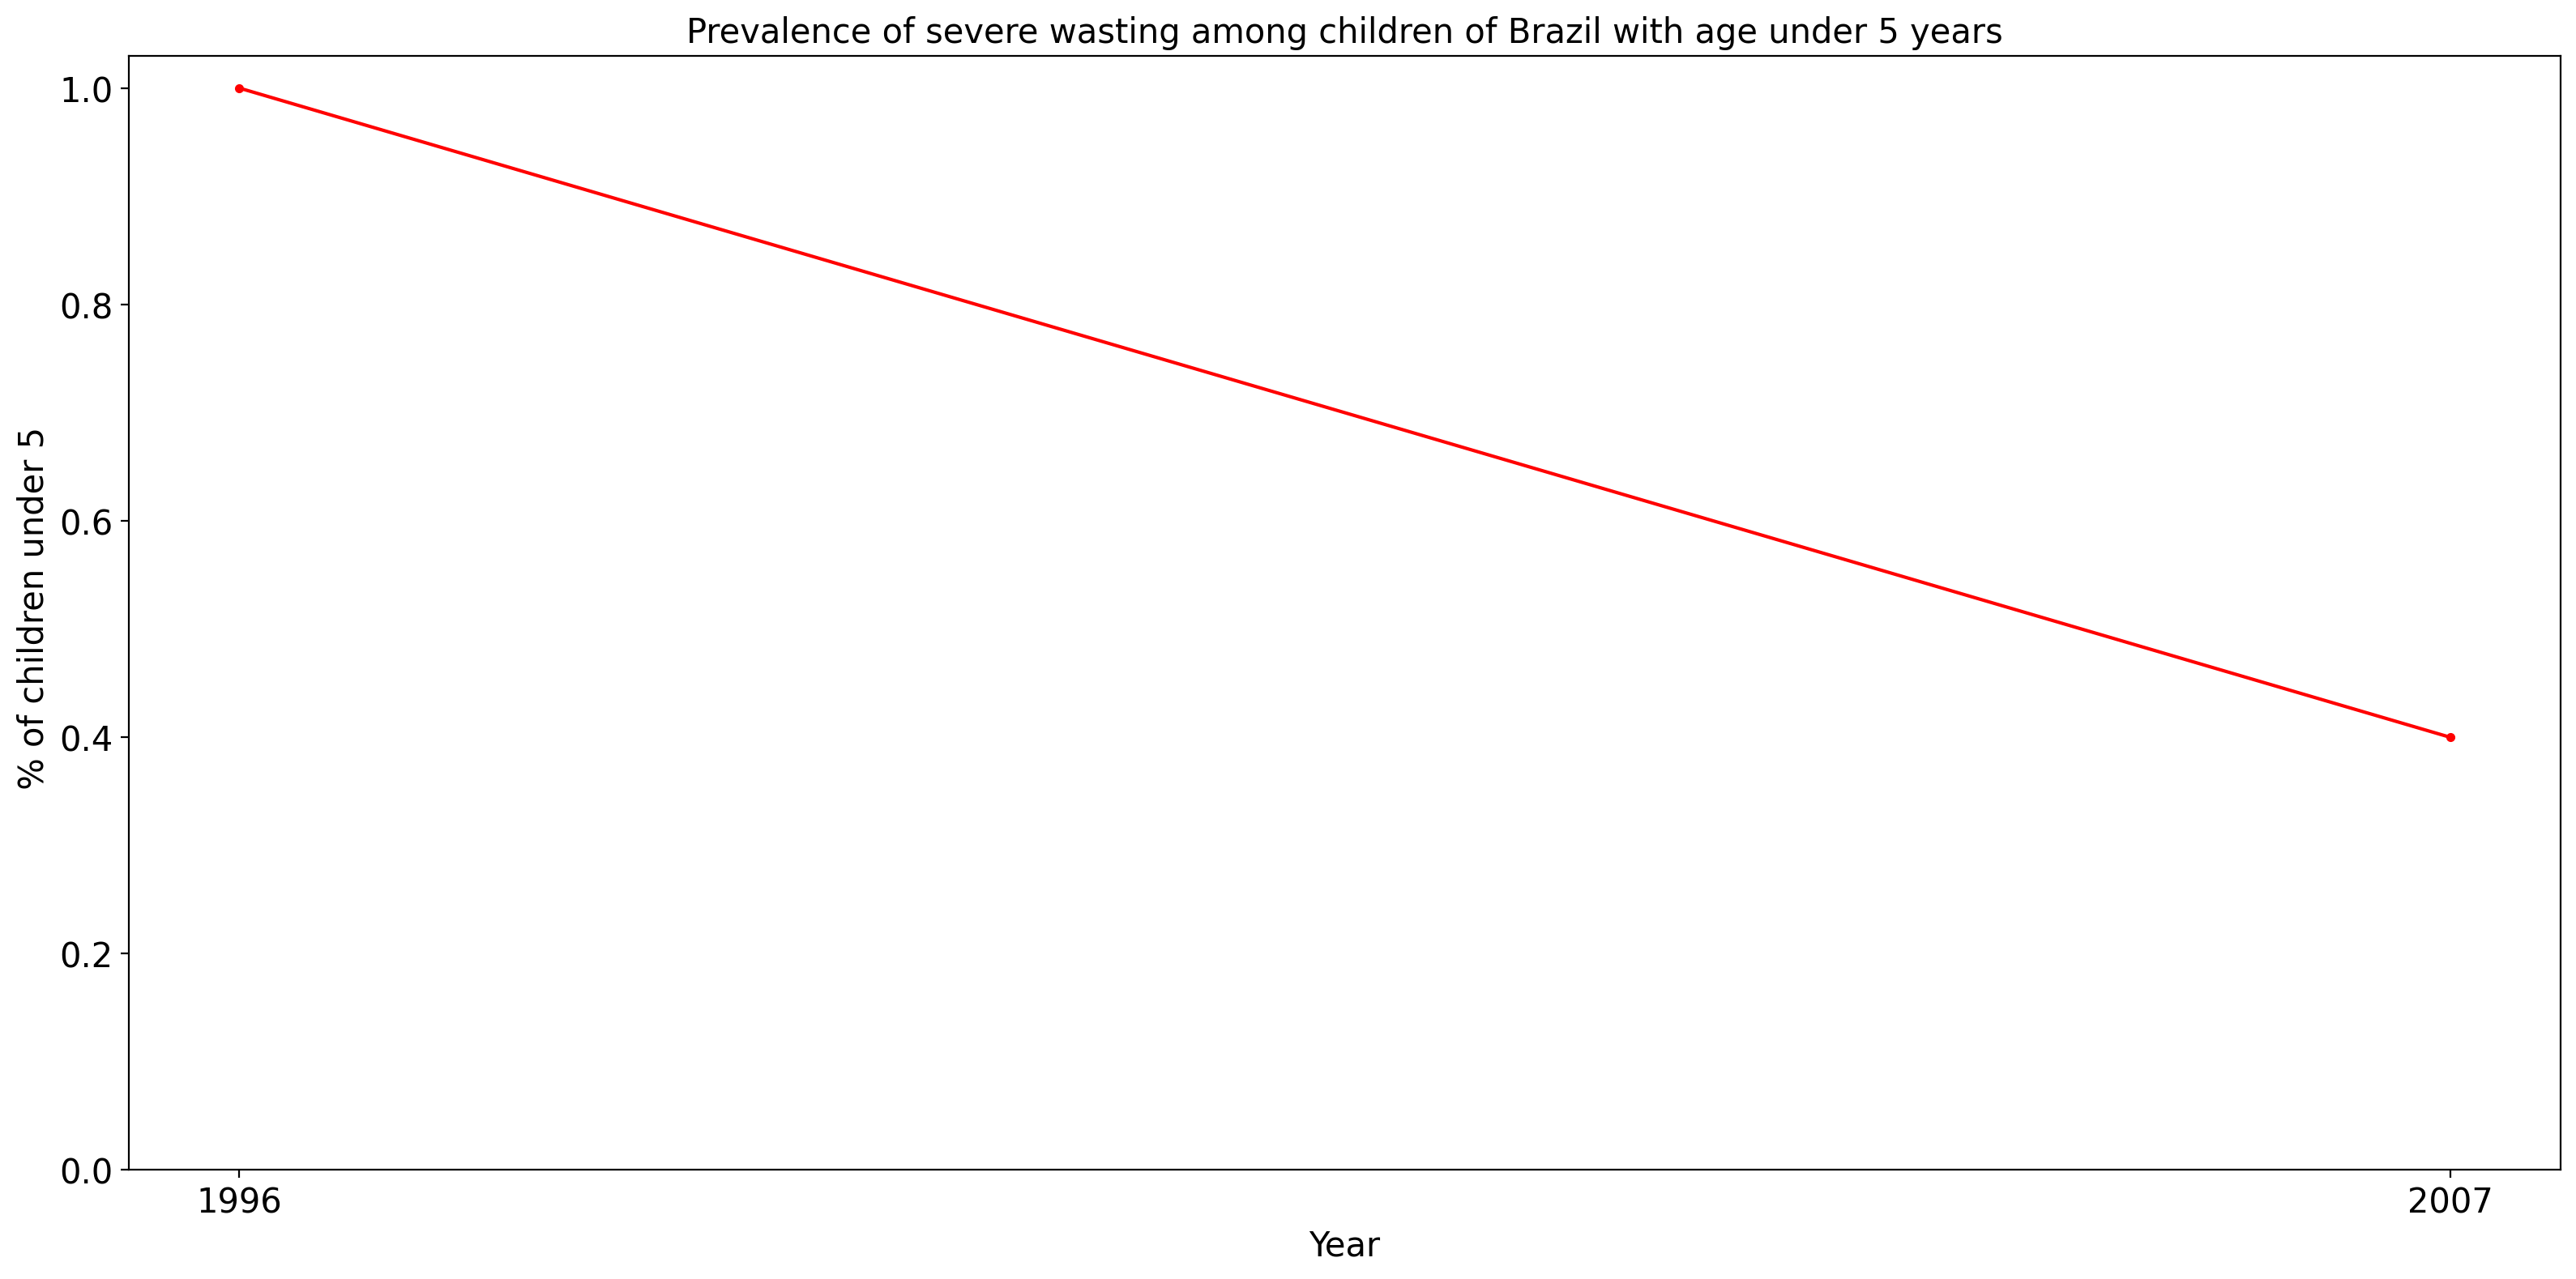 Prevalence of severe wasting among children of Brazil with age under 5 years
1.0
0.8
0.6
0.4
0.2
0.0
% of children under 5
1996
2007
Year